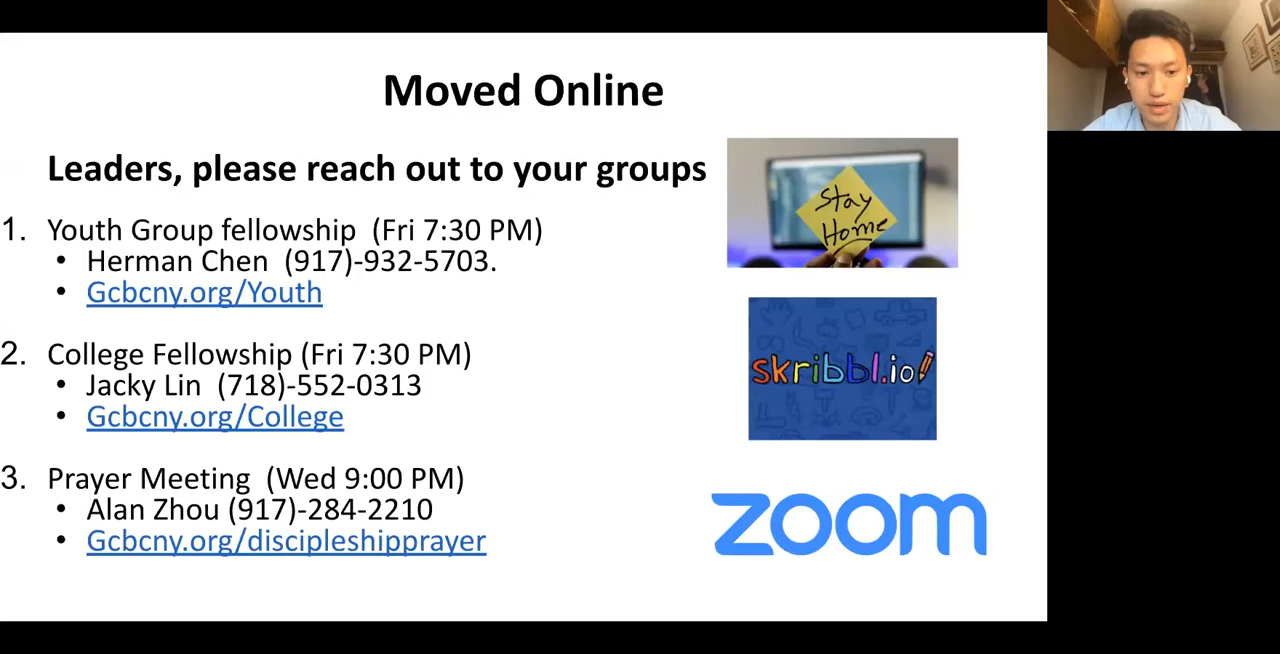 Moved Online
Leaders, please reach out to your groups
1. Youth Group fellowship (Fri 7:30 PM)
• Herman Chen (917)-932-5703.
• Gcbcny.org/Youth
2. College Fellowship (Fri 7:30 PM)
• Jacky Lin (718)-552-0313
• Gcbcny.org/College
3. Prayer Meeting (Wed 9:00 PM)
• Alan Zhou (917)-284-2210
• Gcbcny.org/discipleshipprayer
Stay
Home
skribbl.io!
zoom